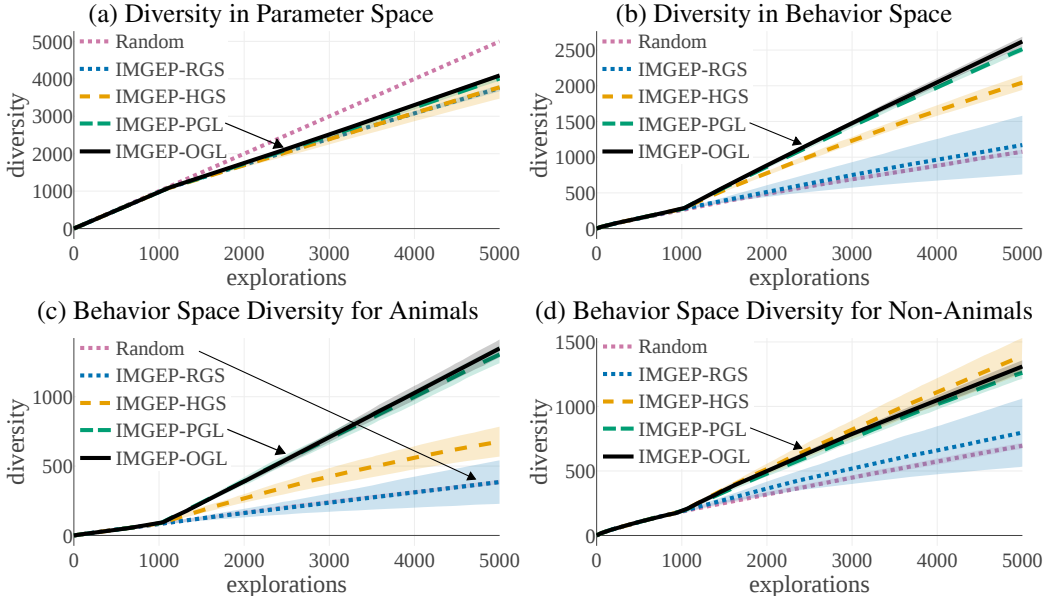 (a) Diversity in Parameter Space
5000
4000
3000
2000
1000
0
diversity
Random
IMGEP-RGS
IMGEP-HGS
IMGEP-PGL
IMGEP-OGL
0 1000 2000 3000 4000 5000
explorations
(b) Diversity in Behavior Space
2500
2000
1500
1000
500
0
diversity
Random
IMGEP-RGS
IMGEP-HGS
IMGEP-PGL
IMGEP-OGL
0 1000 2000 3000 4000 5000
explorations
(c) Behavior Space Diversity for Animals
1000
500
0
diversity
Random
IMGEP-RGS
IMGEP-HGS
IMGEP-PGL
IMGEP-OGL
0 1000 2000 3000 4000 5000
explorations
(d) Behavior Space Diversity for Non-Animals
1500
1000
500
0
diversity
Random
IMGEP-RGS
IMGEP-HGS
IMGEP-PGL
IMGEP-OGL
0 1000 2000 3000 4000 5000
explorations